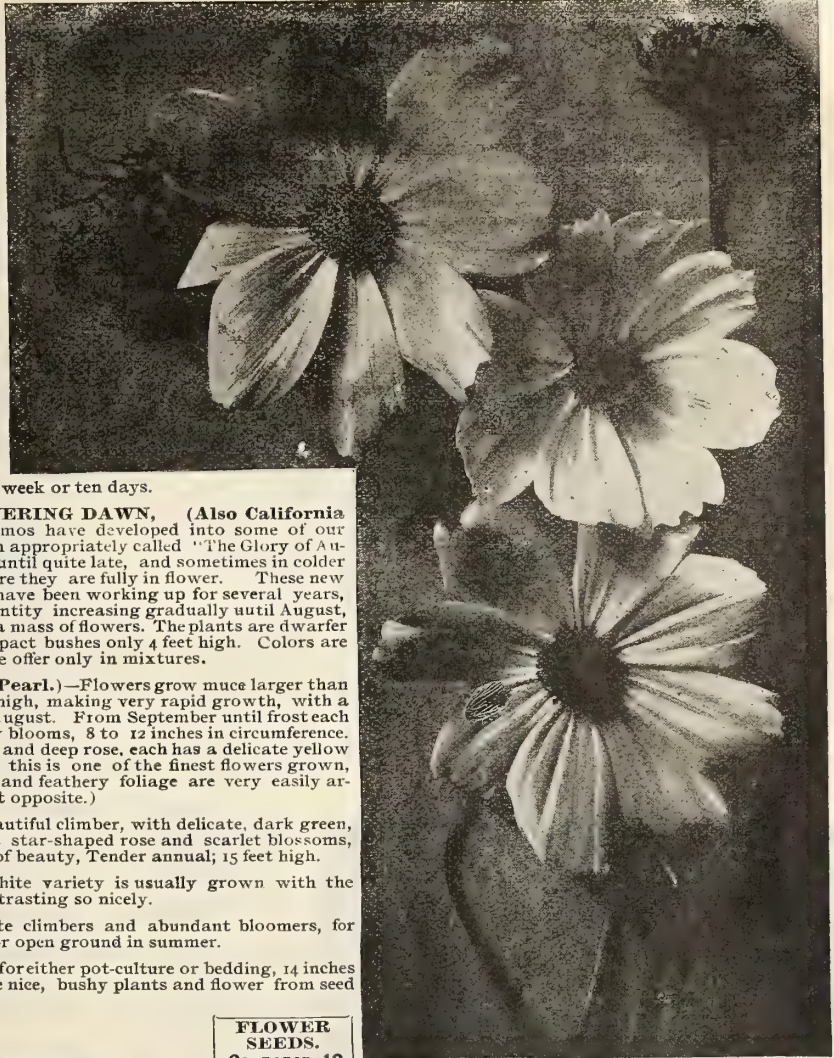 week or ten days.
ERING DAWN, (Also California
mos have developed into some of our
n appropriately called "The Glory of Au-
until quite late, and sometimes in colder
re they are fully in flower. These new
have been working up for several years,
ntity increasing gradually uutil August,
a mass of flowers. The plants are dwarfer
pact bushes only 4 feet high. Colors are
e offer only in mixtures.
Pearl.)—Flowers grow muce larger than
high, making very rapid growth, with a
ugust. From September until frost each
r blooms, 8 to 12 inches in circumference.
and deep rose, each has a delicate yellow
this is one of the finest flowers grown,
and feathery foliage are very easily ar-
t opposite.)
autiful climber, with delicate, dark green,
star-shaped rose and scarlet blossoms,
of beauty, Tender annual; 15 feet high.
hite variety is usually grown with the
trasting so nicely.
te climbers and abundant bloomers, for
r open ground in summer.
for either pot-culture or bedding, 14 inches
e nice, bushy plants and flower from seed
FLOWER
SEEDS.